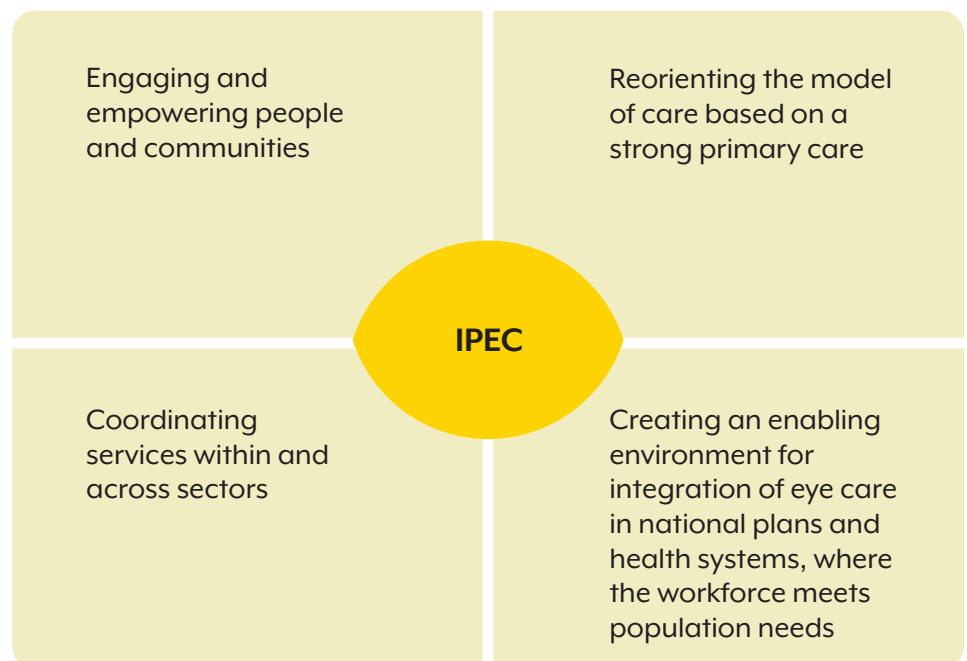 Engaging and
empowering people
and communities
Reorienting the model
of care based on a
strong primary care
IPEC
Coordinating
services within and
across sectors
Creating an enabling
environment for
integration of eye care
in national plans and
health systems, where
the workforce meets
population needs